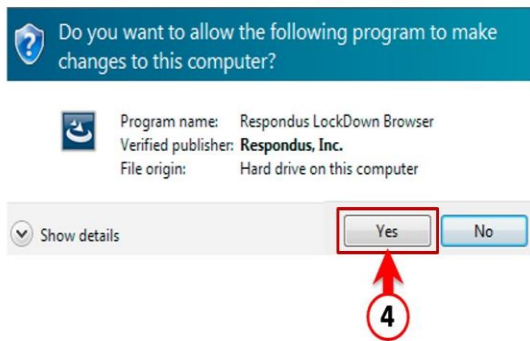 Do you want to allow the following program to make
changes to this computer?
Program name: Respondus LockDown Browser
Verified publisher: Respondus, Inc.
File origin: Hard drive on this computer
Show details
Yes
No
4